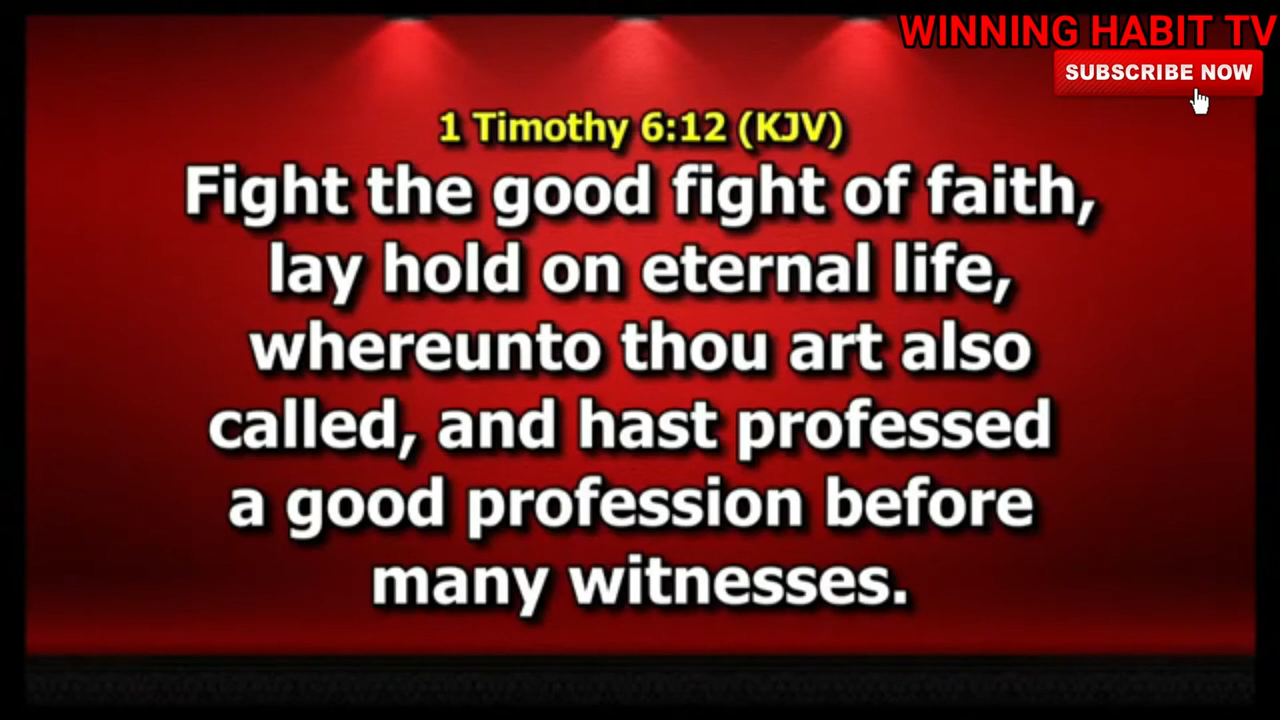 WINNING HABIT TV
SUBSCRIBE NOW
1 Timothy 6:12 (KJV)
Fight the good fight of faith,
lay hold on eternal life,
whereunto thou art also
called, and hast professed
a good profession before
many witnesses.